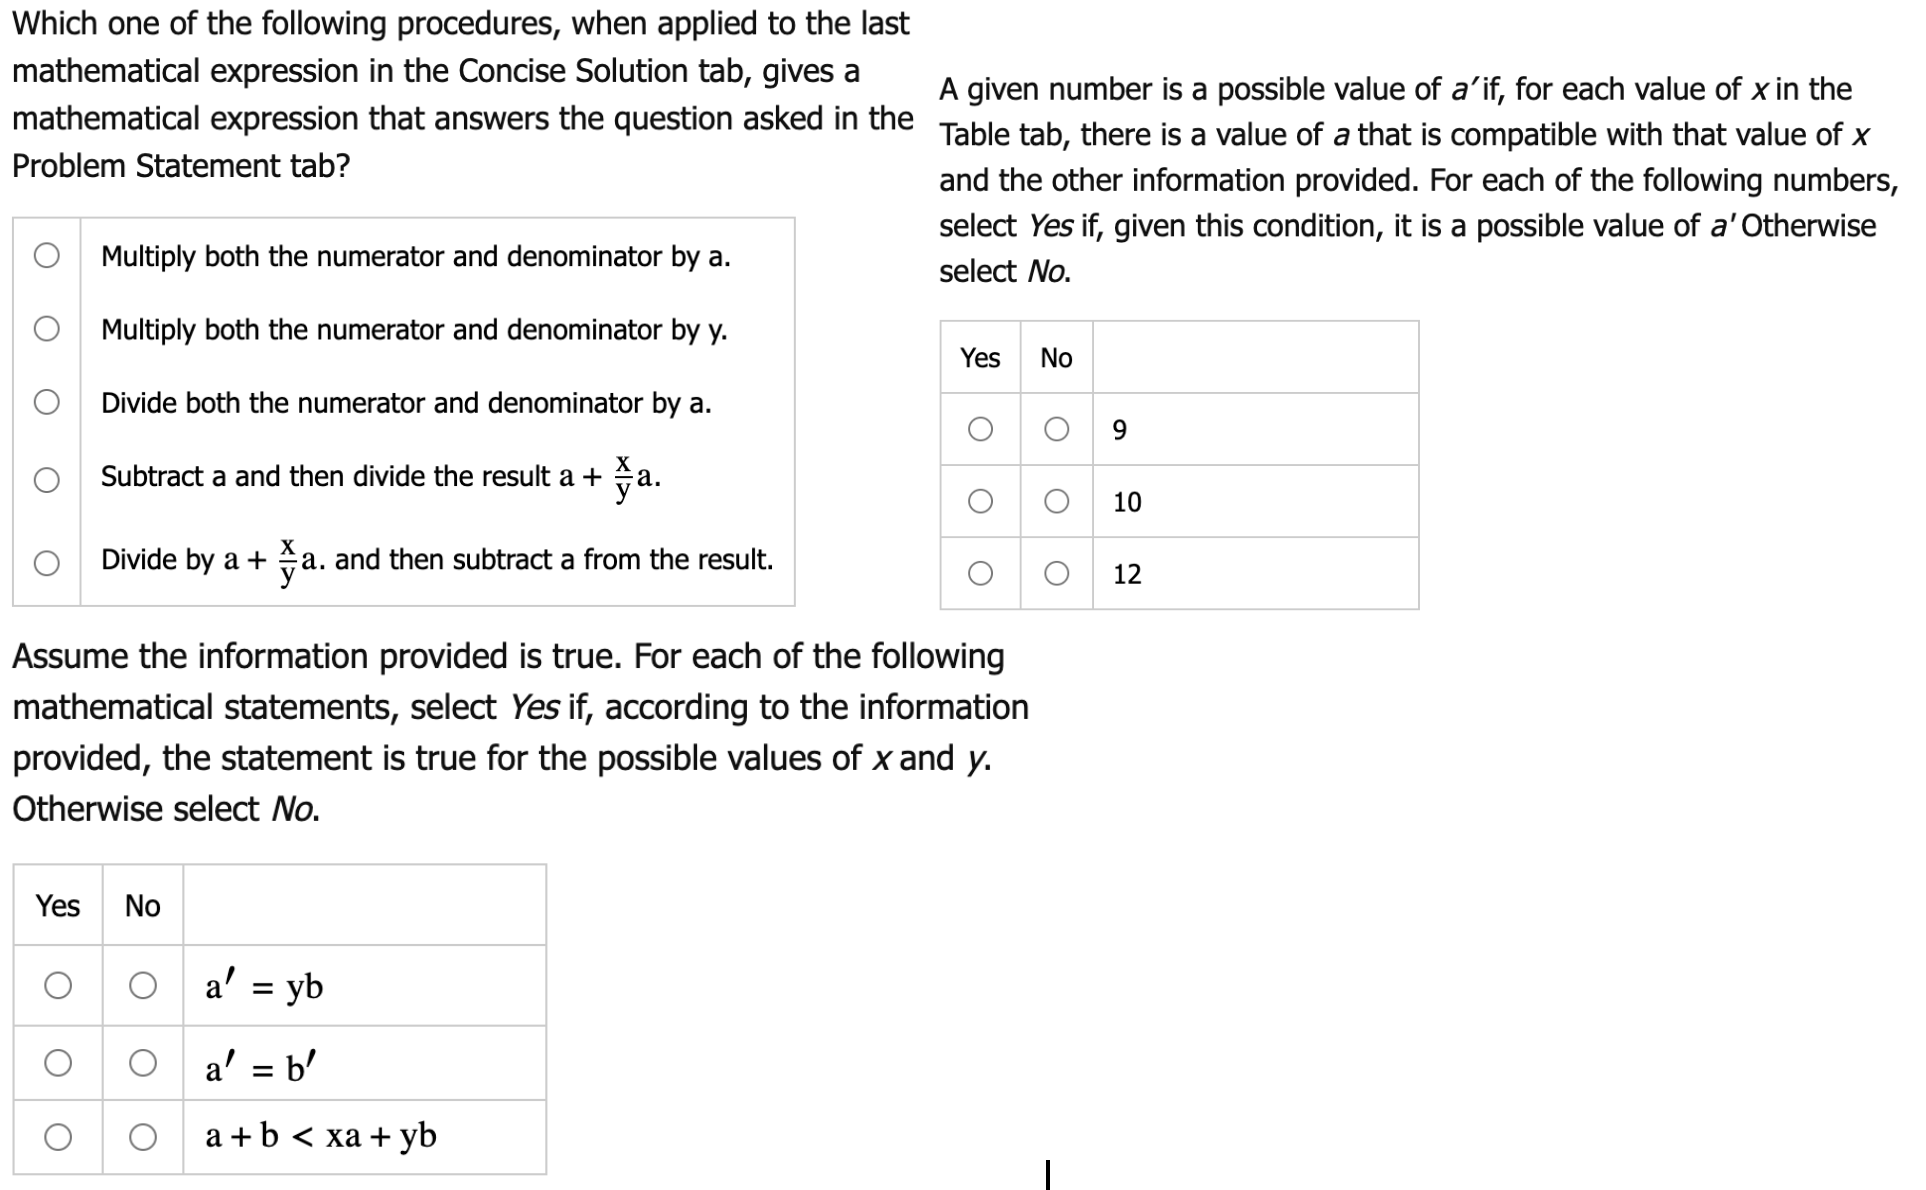 Which one of the following procedures, when applied to the last
mathematical expression in the Concise Solution tab, gives a
mathematical expression that answers the question asked in the
Problem Statement tab?
Multiply both the numerator and denominator by a.
Multiply both the numerator and denominator by y.
Divide both the numerator and denominator by a.
Subtract a and then divide the result a + x/y a.
Divide by a + x/y a. and then subtract a from the result.
A given number is a possible value of a′ if, for each value of x in the
Table tab, there is a value of a that is compatible with that value of x
and the other information provided. For each of the following numbers,
select Yes if, given this condition, it is a possible value of a' Otherwise
select No.
Yes No
9
10
12
Assume the information provided is true. For each of the following
mathematical statements, select Yes if, according to the information
provided, the statement is true for the possible values of x and y.
Otherwise select No.
Yes No
a′ = yb
a′ = b′
a + b < xa + yb